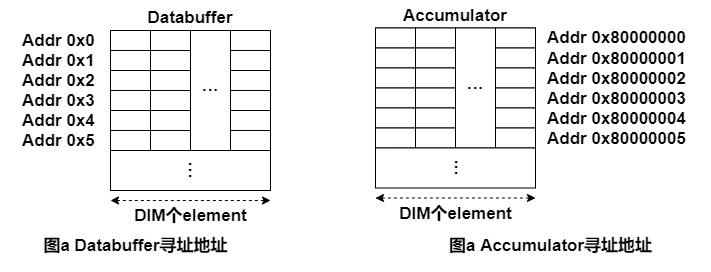 Databuffer
Addr 0x0
Addr 0x1
Addr 0x2
Addr 0x3
Addr 0x4
Addr 0x5
...
⋮
DIM个element
图a Databuffer寻址地址
Accumulator
Addr 0x80000000
Addr 0x80000001
Addr 0x80000002
Addr 0x80000003
Addr 0x80000004
Addr 0x80000005
...
⋮
DIM个element
图a Accumulator寻址地址